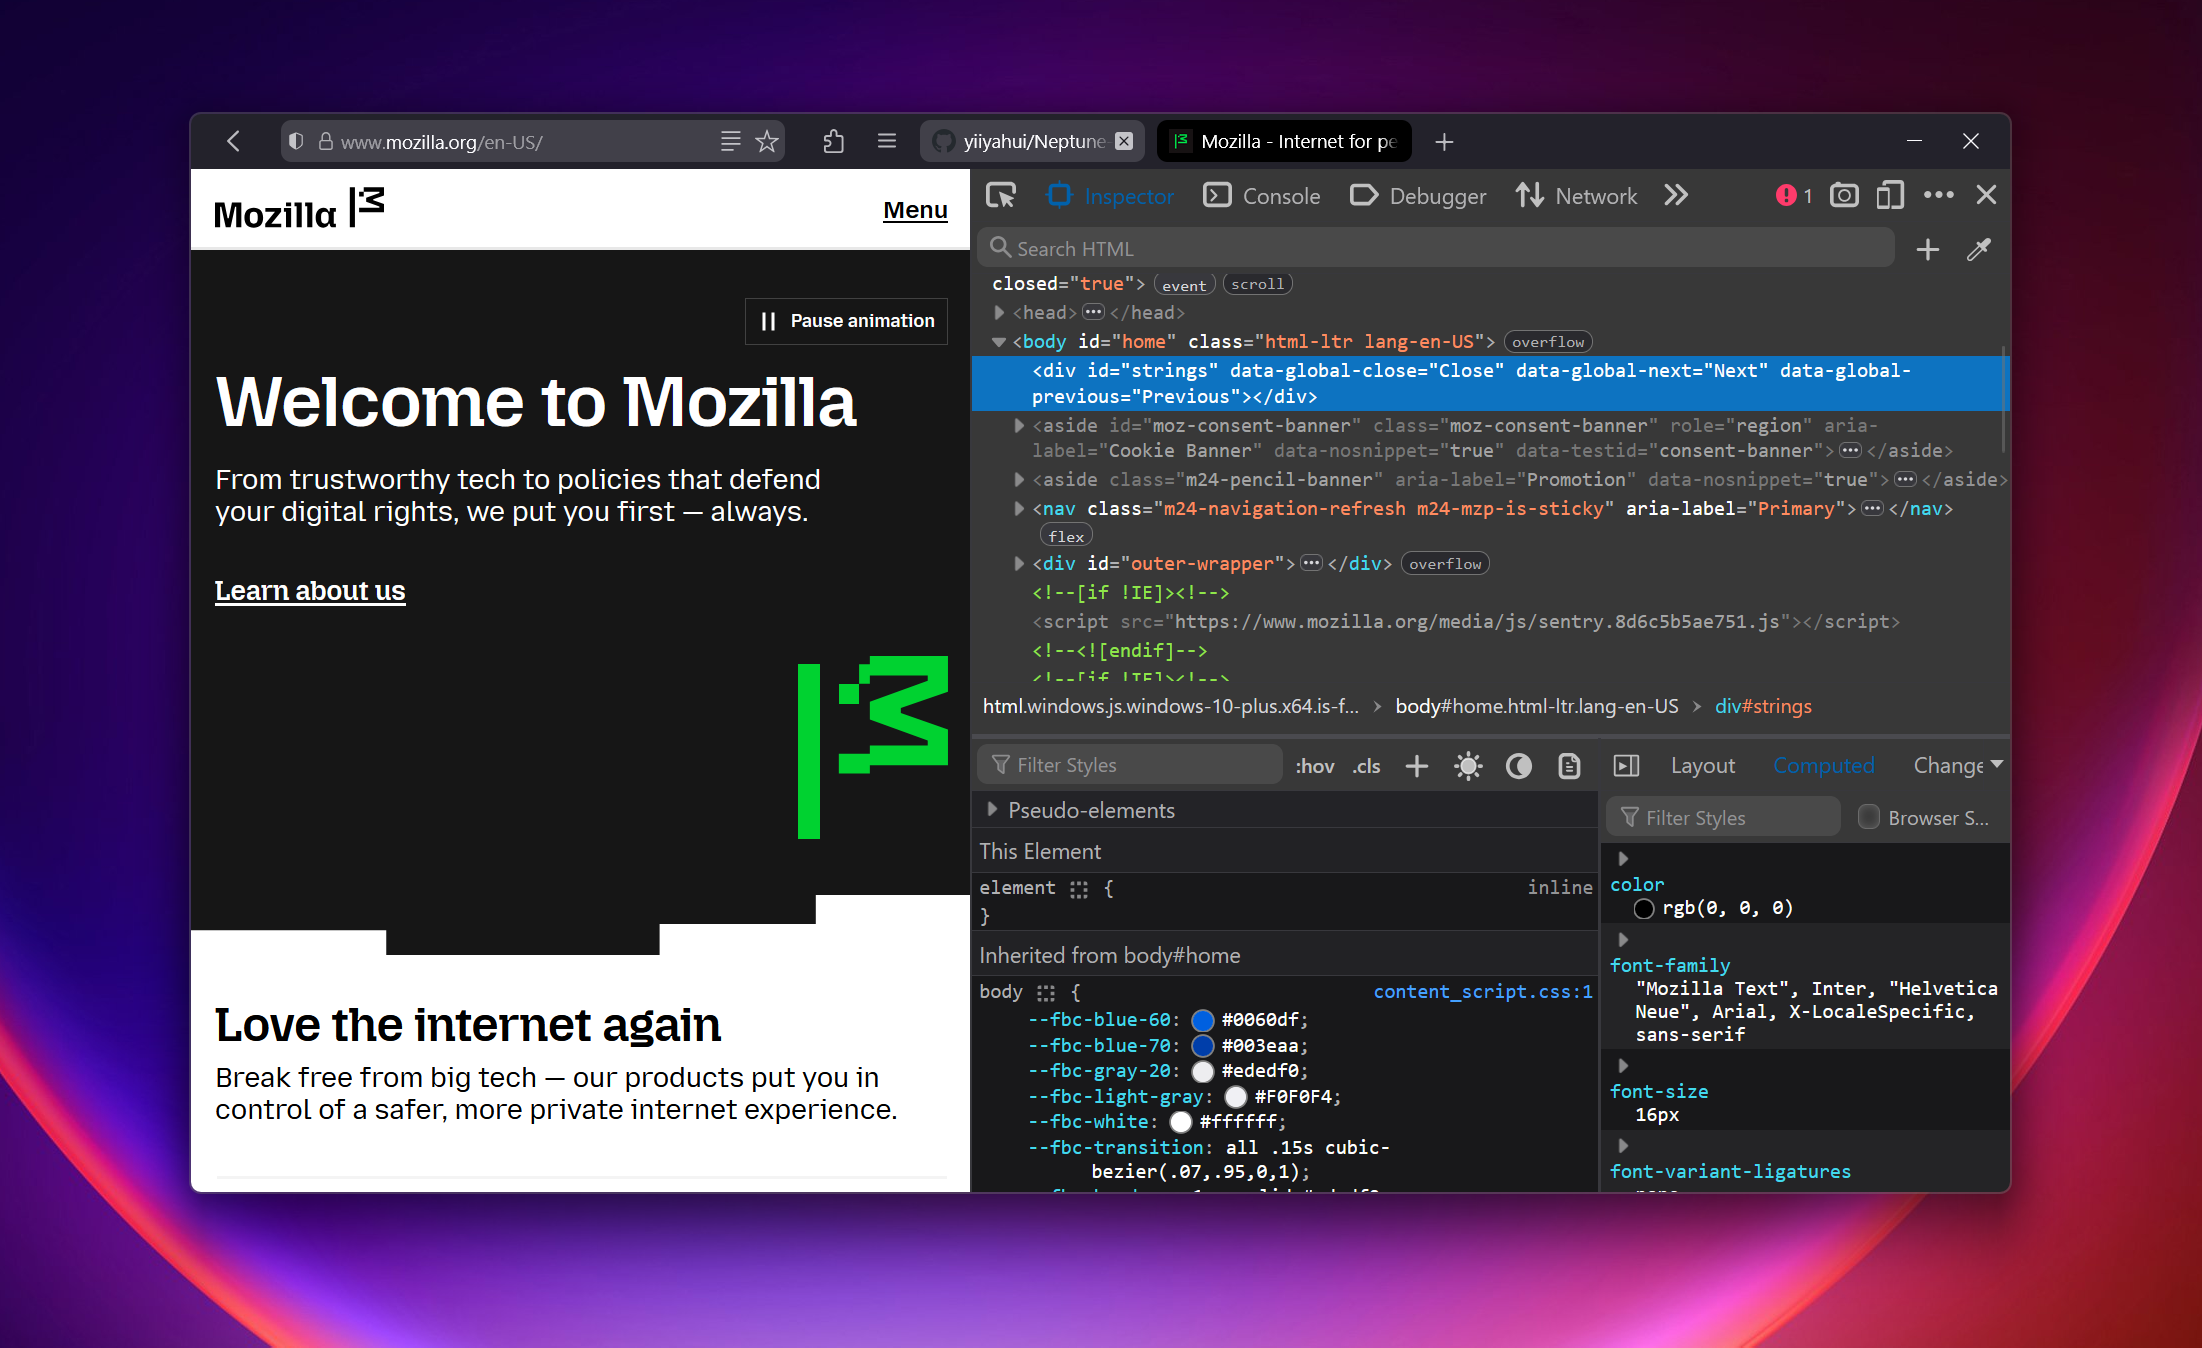 www.mozilla.org/en-US/
yiiyahui/Neptune
Mozilla - Internet for pe
Mozilla
Menu
Pause animation
Welcome to Mozilla
From trustworthy tech to policies that defend
your digital rights, we put you first — always.
Learn about us
Love the internet again
Break free from big tech — our products put you in
control of a safer, more private internet experience.
Inspector
Console
Debugger
Network
1
Search HTML
closed="true"> event scroll
<head> ••• </head>
<body id="home" class="html-ltr lang-en-US"> overflow
<div id="strings" data-global-close="Close" data-global-next="Next" data-global-
previous="Previous"></div>
<aside id="moz-consent-banner" class="moz-consent-banner" role="region" aria-
label="Cookie Banner" data-nosnippet="true" data-testid="consent-banner"> ••• </aside>
<aside class="m24-pencil-banner" aria-label="Promotion" data-nosnippet="true"> ••• </aside>
<nav class="m24-navigation-refresh m24-mzp-is-sticky" aria-label="Primary"> ••• </nav>
flex
<div id="outer-wrapper"> ••• </div> overflow
<!--[if !IE]><!-->
<script src="https://www.mozilla.org/media/js/sentry.8d6c5b5ae751.js"></script>
<!--<![endif]-->
<!--[if !IE]><!-->
html.windows.js.windows-10-plus.x64.is-f... > body#home.html-ltr.lang-en-US > div#strings
Filter Styles
:hov
.cls
Pseudo-elements
This Element
element { inline
}
Inherited from body#home
body { content_script.css:1
--fbc-blue-60: #0060df;
--fbc-blue-70: #003eaa;
--fbc-gray-20: #ededf0;
--fbc-light-gray: #F0F0F4;
--fbc-white: #ffffff;
--fbc-transition: all .15s cubic-
bezier(.07,.95,0,1);
Layout
Computed
Change
Filter Styles
Browser S...
color
rgb(0, 0, 0)
font-family
"Mozilla Text", Inter, "Helvetica
Neue", Arial, X-LocaleSpecific,
sans-serif
font-size
16px
font-variant-ligatures